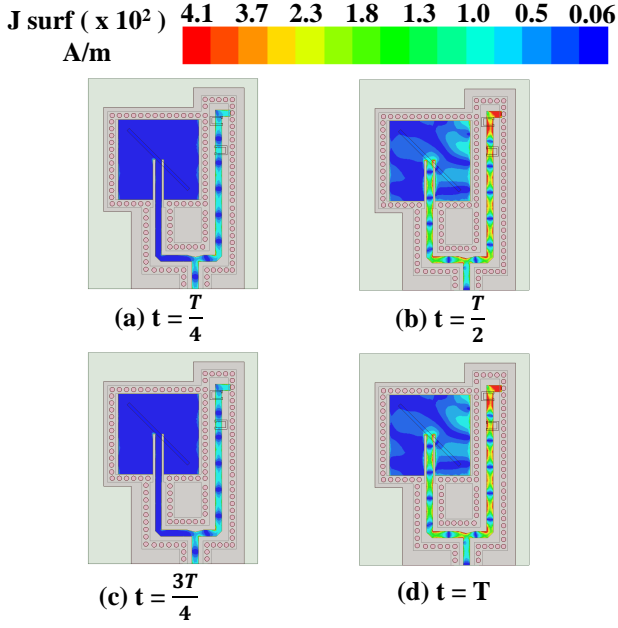 J surf ( x 10²) 4.1 3.7 2.3 1.8 1.3 1.0 0.5 0.06
A/m
(a) t = T/4 (b) t = T/2
(c) t = 3T/4 (d) t = T